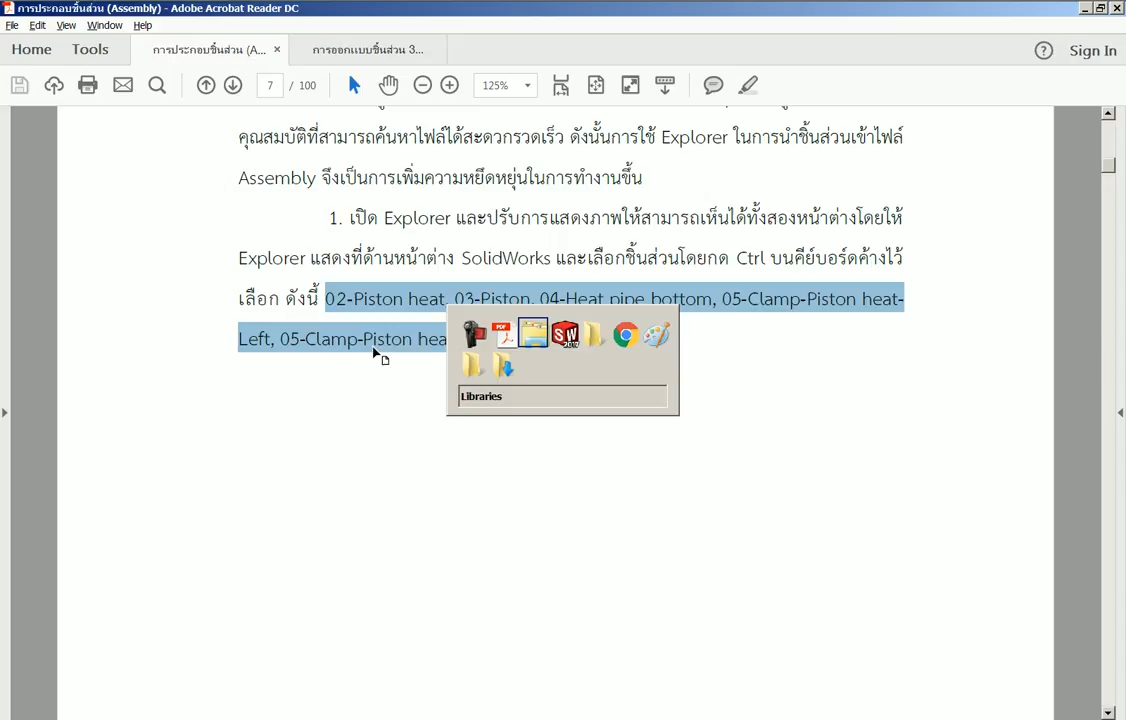 การประกอบชิ้นส่วน (Assembly) - Adobe Acrobat Reader DC
File Edit View Window Help
Home Tools การประกอบชิ้นส่วน (A... × การออกแบบชิ้นส่วน 3... Sign In
7 / 100 125%
คุณสมบัติที่สามารถค้นหาไฟล์ได้สะดวกรวดเร็ว ดังนั้นการใช้ Explorer ในการนำชิ้นส่วนเข้าไฟล์
Assembly จึงเป็นการเพิ่มความหยืดหยุ่นในการทำงานขึ้น
1. เปิด Explorer และปรับการแสดงภาพให้สามารถเห็นได้ทั้งสองหน้าต่างโดยให้
Explorer แสดงที่ด้านหน้าต่าง SolidWorks และเลือกชิ้นส่วนโดยกด Ctrl บนคีย์บอร์ดค้างไว้
เลือก ดังนี้ 02-Piston heat, 03-Piston, 04-Heat pipe bottom, 05-Clamp-Piston heat-
Left, 05-Clamp-Piston hea
PDF SW 2017
Libraries